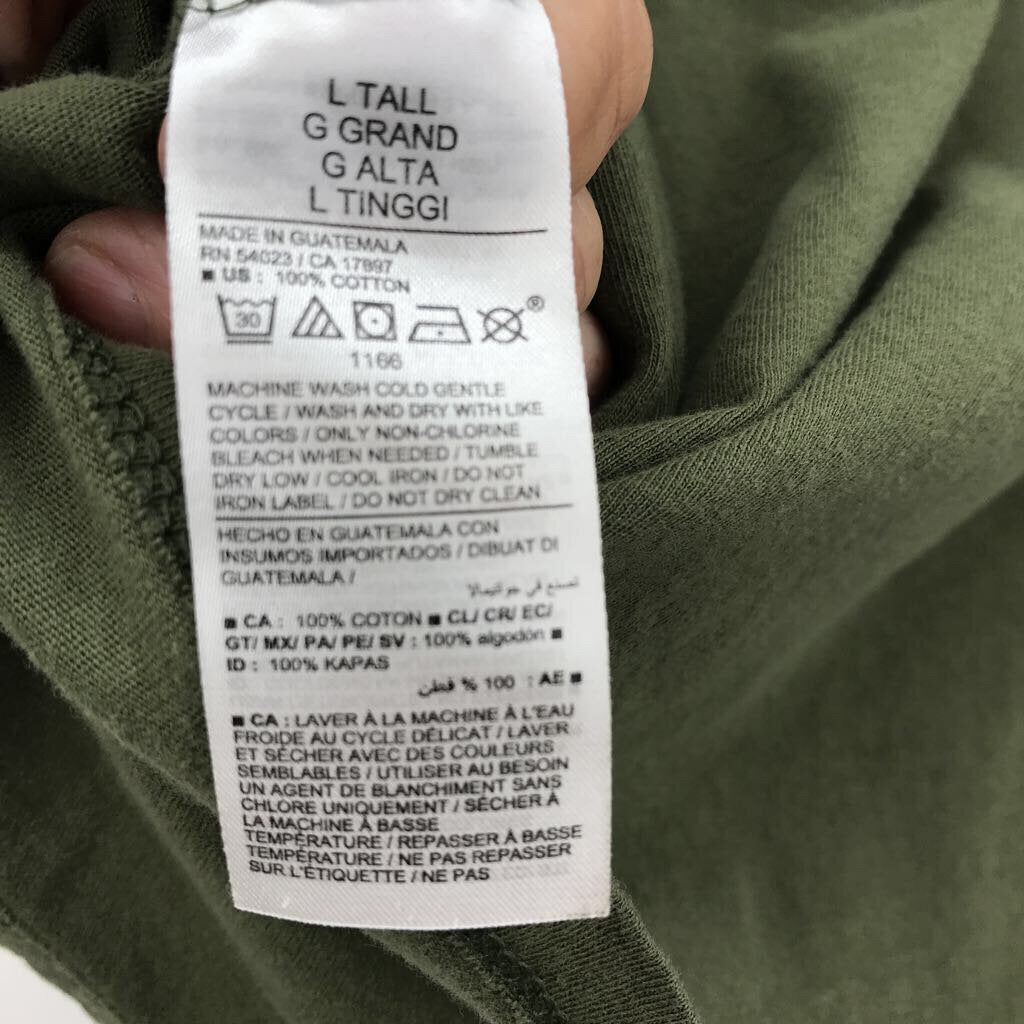 L TALL
G GRAND
G ALTA
L TINGGI
MADE IN GUATEMALA
RN 54023 / CA 17897
■ US : 100% COTTON
30
®
1166
MACHINE WASH COLD GENTLE
CYCLE / WASH AND DRY WITH LIKE
COLORS / ONLY NON-CHLORINE
BLEACH WHEN NEEDED / TUMBLE
DRY LOW / COOL IRON / DO NOT
IRON LABEL / DO NOT DRY CLEAN
HECHO EN GUATEMALA CON
INSUMOS IMPORTADOS / DIBUAT DI
GUATEMALA /
تصنع في جواتيمالا
■ CA : 100% COTON ■ CL/ CR/ EC/
GT/ MX/ PA/ PE/ SV : 100% algodón ■
ID : 100% KAPAS
■ AE : 100 % قطن
■ CA : LAVER À LA MACHINE À L'EAU
FROIDE AU CYCLE DÉLICAT / LAVER
ET SÉCHER AVEC DES COULEURS
SEMBLABLES / UTILISER AU BESOIN
UN AGENT DE BLANCHIMENT SANS
CHLORE UNIQUEMENT / SÉCHER À
LA MACHINE À BASSE
TEMPÉRATURE / REPASSER À BASSE
TEMPÉRATURE / NE PAS REPASSER
SUR L'ÉTIQUETTE / NE PAS